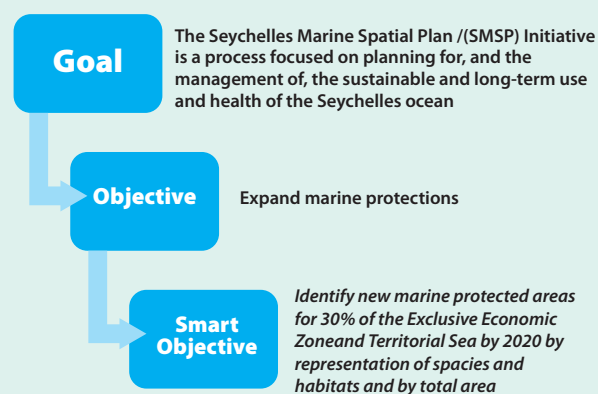 Goal
The Seychelles Marine Spatial Plan /(SMSP) Initiative
is a process focused on planning for, and the
management of, the sustainable and long-term use
and health of the Seychelles ocean
Objective
Expand marine protections
Smart
Objective
Identify new marine protected areas
for 30% of the Exclusive Economic
Zoneand Territorial Sea by 2020 by
representation of spacies and
habitats and by total area